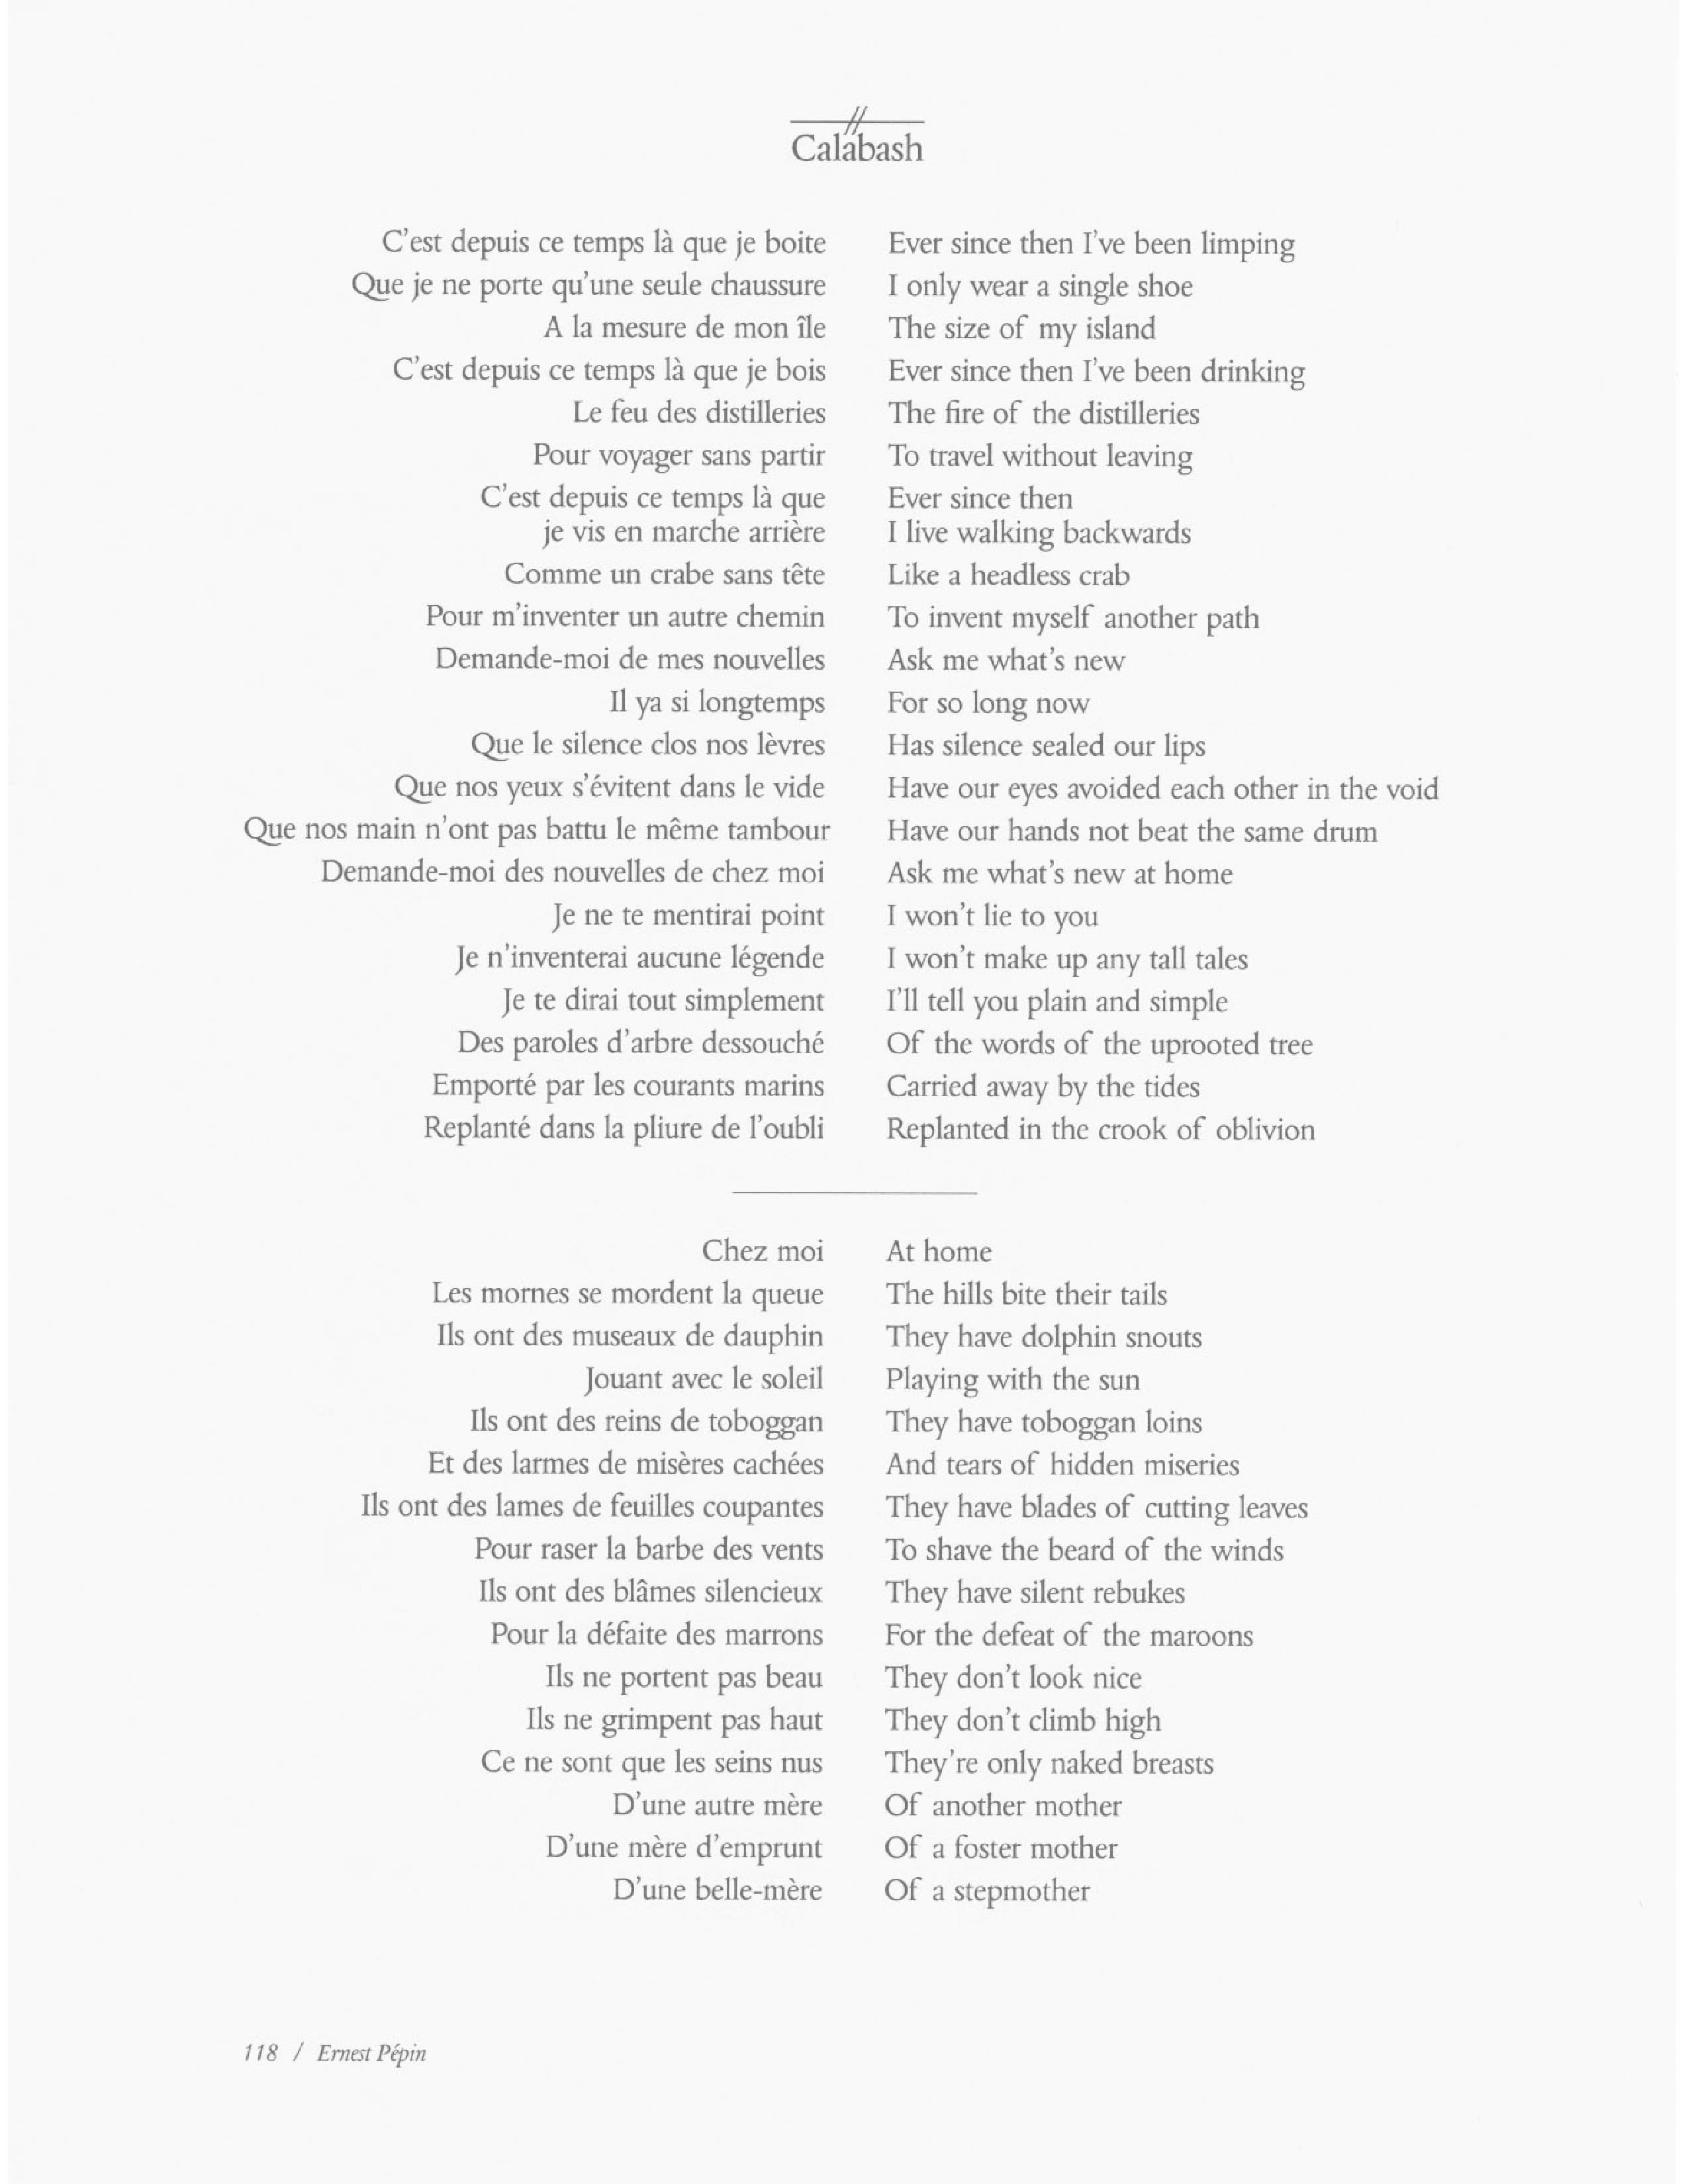 Calabash
C'est depuis ce temps là que je boite
Que je ne porte qu'une seule chaussure
A la mesure de mon île
C'est depuis ce temps là que je bois
Le feu des distilleries
Pour voyager sans partir
C'est depuis ce temps là que
je vis en marche arrière
Comme un crabe sans tête
Pour m'inventer un autre chemin
Demande-moi de mes nouvelles
Il ya si longtemps
Que le silence clos nos lèvres
Que nos yeux s'évitent dans le vide
Que nos main n'ont pas battu le même tambour
Demande-moi des nouvelles de chez moi
Je ne te mentirai point
Je n'inventerai aucune légende
Je te dirai tout simplement
Des paroles d'arbre dessouché
Emporté par les courants marins
Replanté dans la pliure de l'oubli
Ever since then I've been limping
I only wear a single shoe
The size of my island
Ever since then I've been drinking
The fire of the distilleries
To travel without leaving
Ever since then
I live walking backwards
Like a headless crab
To invent myself another path
Ask me what's new
For so long now
Has silence sealed our lips
Have our eyes avoided each other in the void
Have our hands not beat the same drum
Ask me what's new at home
I won't lie to you
I won't make up any tall tales
I'll tell you plain and simple
Of the words of the uprooted tree
Carried away by the tides
Replanted in the crook of oblivion
Chez moi
Les mornes se mordent la queue
Ils ont des museaux de dauphin
Jouant avec le soleil
Ils ont des reins de toboggan
Et des larmes de misères cachées
Ils ont des lames de feuilles coupantes
Pour raser la barbe des vents
Ils ont des blâmes silencieux
Pour la défaite des marrons
Ils ne portent pas beau
Ils ne grimpent pas haut
Ce ne sont que les seins nus
D'une autre mère
D'une mère d'emprunt
D'une belle-mère
At home
The hills bite their tails
They have dolphin snouts
Playing with the sun
They have toboggan loins
And tears of hidden miseries
They have blades of cutting leaves
To shave the beard of the winds
They have silent rebukes
For the defeat of the maroons
They don't look nice
They don't climb high
They're only naked breasts
Of another mother
Of a foster mother
Of a stepmother
118 / Ernest Pépin